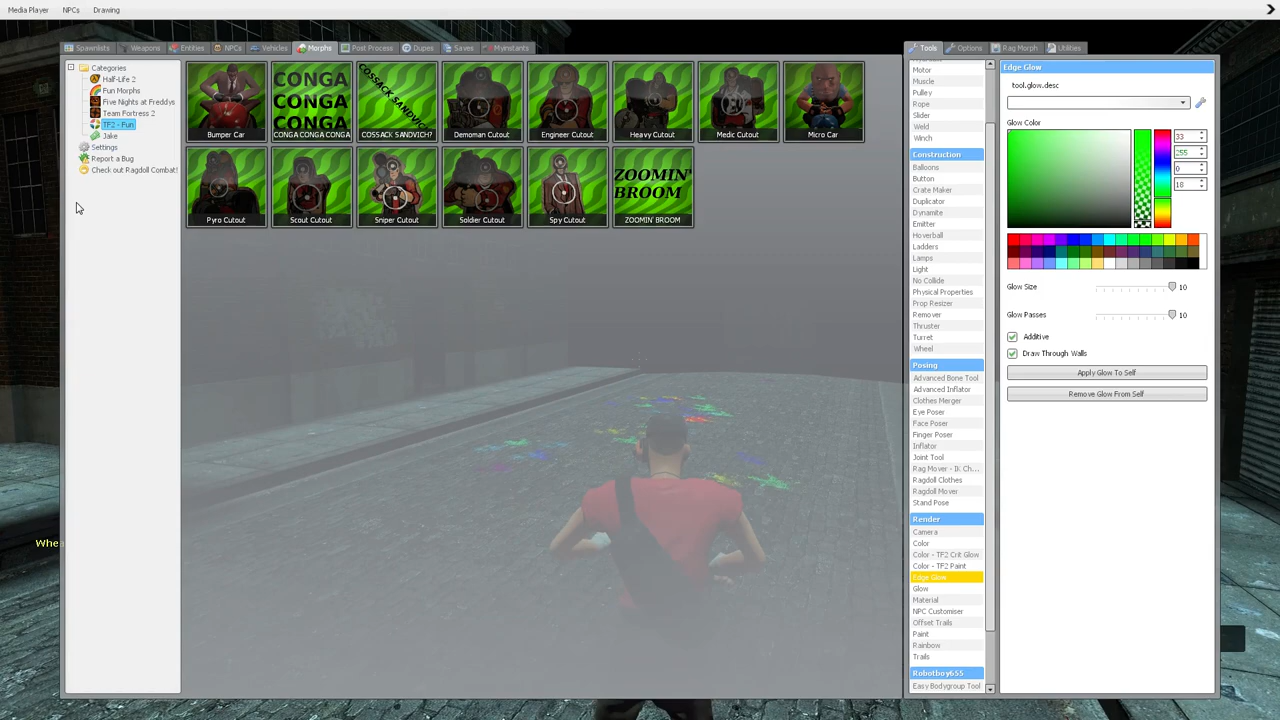 Media Player NPCs Drawing
Spawnlists Weapons Entities NPCs Vehicles Morphs Post Process Dupes Saves MyInstants
Categories
Half-Life 2
Fun Morphs
Five Nights at Freddys
Team Fortress 2
TF2 - Fun
Jake
Settings
Report a Bug
Check out Ragdoll Combat!
CONGA
CONGA
CONGA
COSSACK SANDVICH?
Bumper Car
CONGA CONGA CONGA
COSSACK SANDVICH?
Demoman Cutout
Engineer Cutout
Heavy Cutout
Medic Cutout
Micro Car
ZOOMIN'
BROOM
Pyro Cutout
Scout Cutout
Sniper Cutout
Soldier Cutout
Spy Cutout
ZOOMIN' BROOM
Whea
Tools Options Rag Morph Utilities
Motor
Muscle
Pulley
Rope
Slider
Weld
Winch
Construction
Balloons
Button
Crate Maker
Duplicator
Dynamite
Emitter
Hoverball
Ladders
Lamps
Light
No Collide
Physical Properties
Prop Resizer
Remover
Thruster
Turret
Wheel
Posing
Advanced Bone Tool
Advanced Inflator
Clothes Merger
Eye Poser
Face Poser
Finger Poser
Inflator
Joint Tool
Rag Mover - IK Ch...
Ragdoll Clothes
Ragdoll Mover
Stand Pose
Render
Camera
Color
Color - TF2 Crit Glow
Color - TF2 Paint
Edge Glow
Glow
Material
NPC Customiser
Offset Trails
Paint
Rainbow
Trails
Robotboy655
Easy Bodygroup Tool
Edge Glow
tool.glow.desc
Glow Color
33
255
0
18
Glow Size 10
Glow Passes 10
Additive
Draw Through Walls
Apply Glow To Self
Remove Glow From Self